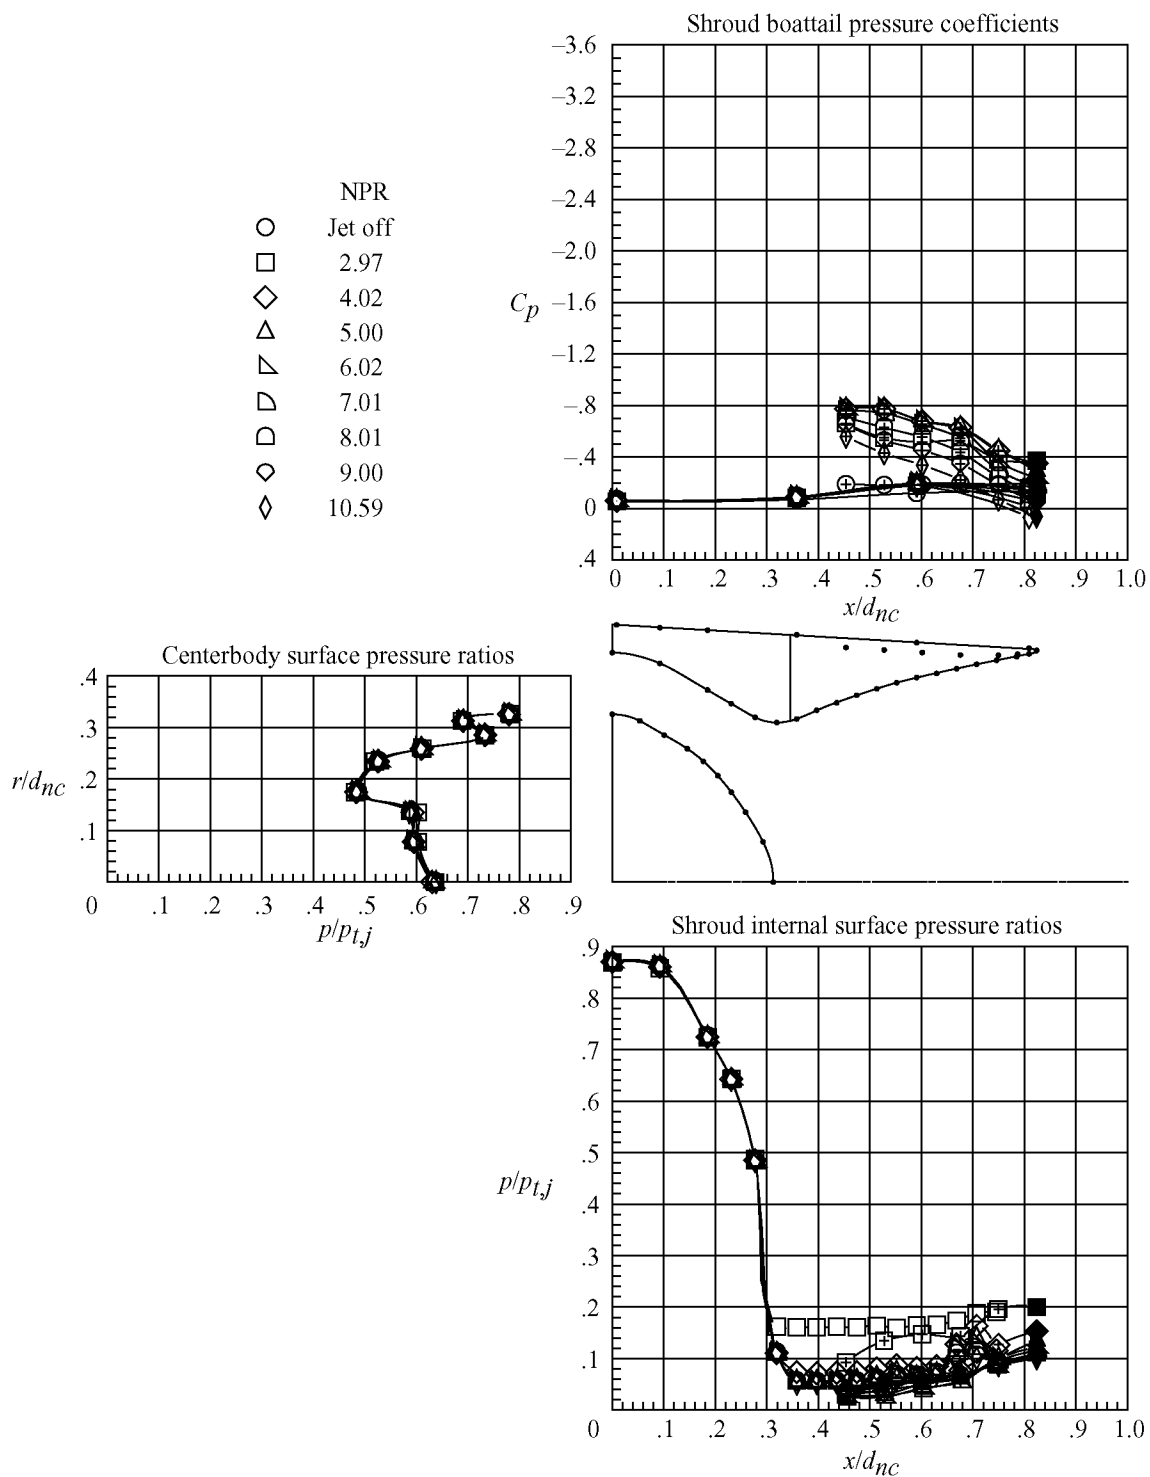 Shroud boattail pressure coefficients
–3.6
–3.2
–2.8
–2.4
–2.0
–1.6
–1.2
–.8
–.4
0
.4
Cp
0 .1 .2 .3 .4 .5 .6 .7 .8 .9 1.0
x/dnc
NPR
Jet off
2.97
4.02
5.00
6.02
7.01
8.01
9.00
10.59
Centerbody surface pressure ratios
.4
.3
.2
.1
r/dnc
0 .1 .2 .3 .4 .5 .6 .7 .8 .9
p/pt,j
Shroud internal surface pressure ratios
.9
.8
.7
.6
.5
.4
.3
.2
.1
p/pt,j
0 .1 .2 .3 .4 .5 .6 .7 .8 .9 1.0
x/dnc